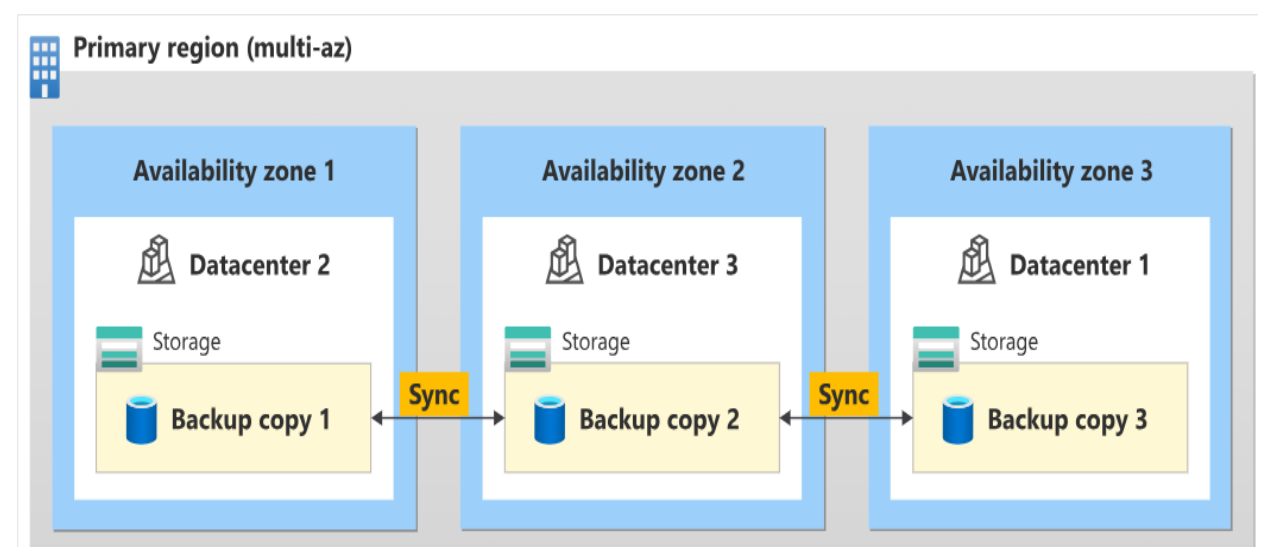 Primary region (multi-az)
Availability zone 1
Availability zone 2
Availability zone 3
Datacenter 2
Datacenter 3
Datacenter 1
Storage
Storage
Storage
Sync
Sync
Backup copy 1
Backup copy 2
Backup copy 3